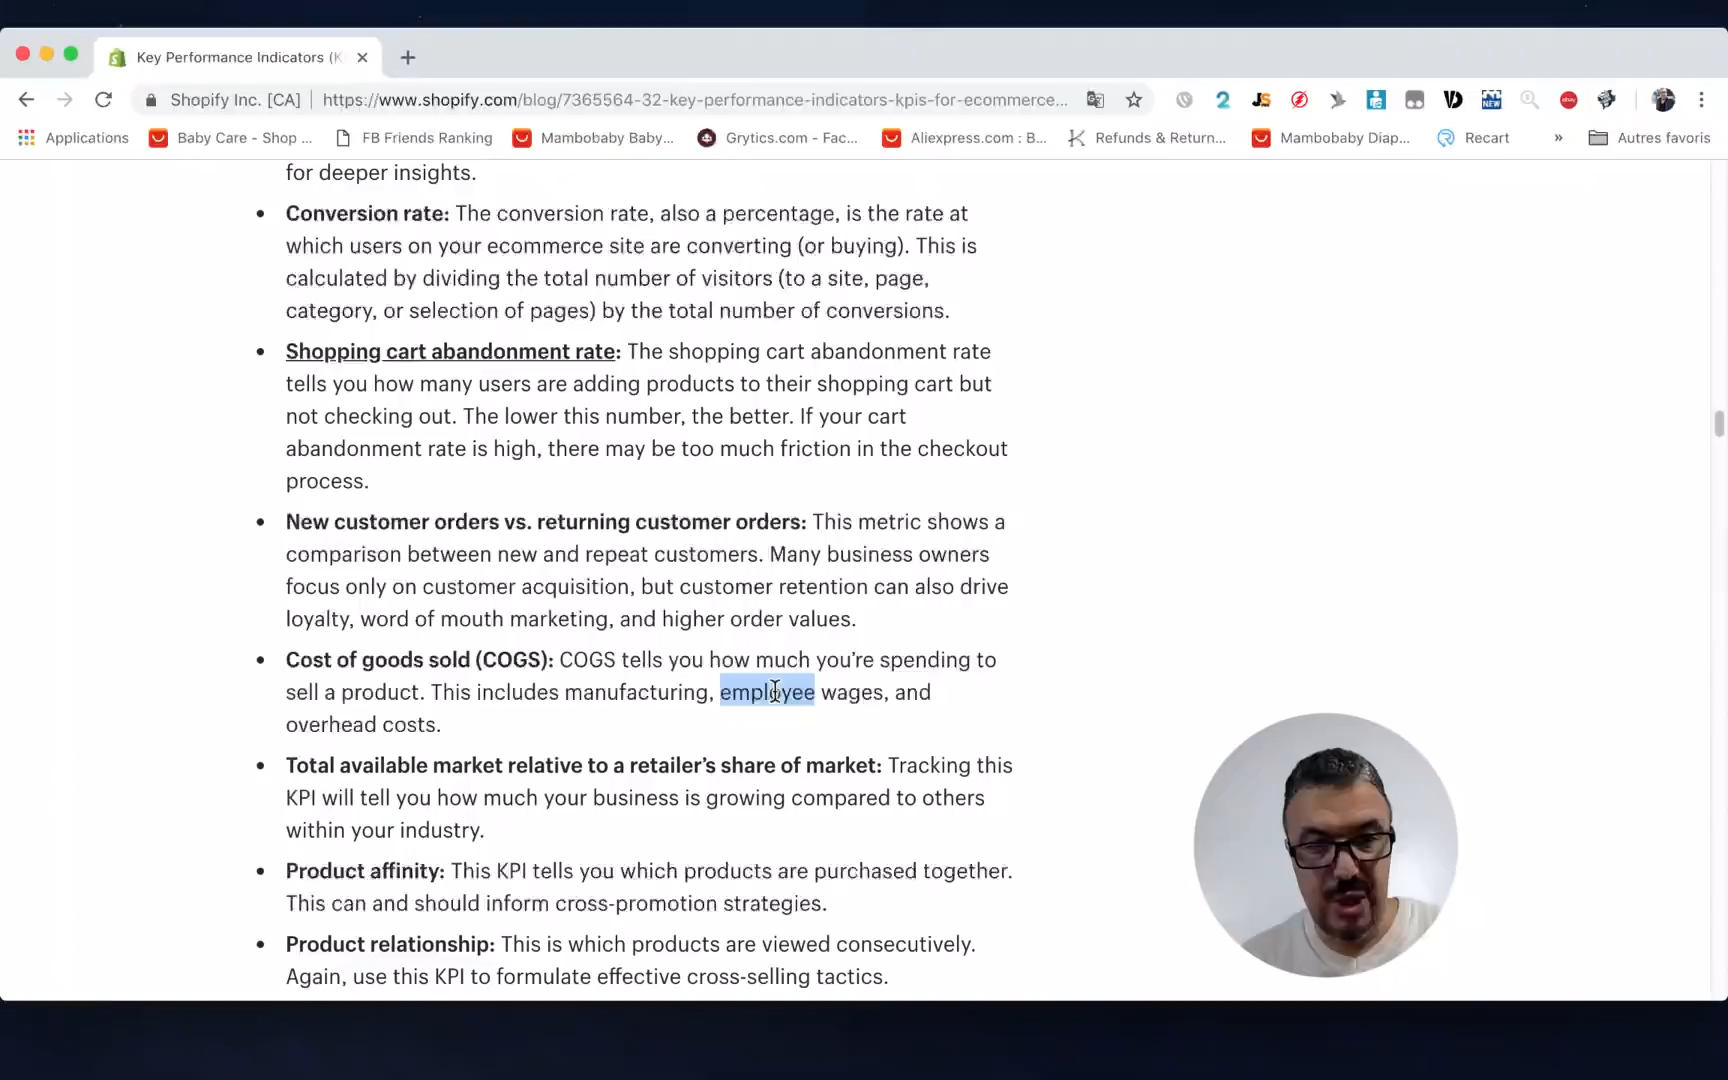 Key Performance Indicators (K
Shopify Inc. [CA] | https://www.shopify.com/blog/7365564-32-key-performance-indicators-kpis-for-ecommerce...
Applications Baby Care - Shop ... FB Friends Ranking Mambobaby Baby... Grytics.com - Fac... Aliexpress.com : B... Refunds & Return... Mambobaby Diap... Recart » Autres favoris
for deeper insights.
• Conversion rate: The conversion rate, also a percentage, is the rate at
which users on your ecommerce site are converting (or buying). This is
calculated by dividing the total number of visitors (to a site, page,
category, or selection of pages) by the total number of conversions.
• Shopping cart abandonment rate: The shopping cart abandonment rate
tells you how many users are adding products to their shopping cart but
not checking out. The lower this number, the better. If your cart
abandonment rate is high, there may be too much friction in the checkout
process.
• New customer orders vs. returning customer orders: This metric shows a
comparison between new and repeat customers. Many business owners
focus only on customer acquisition, but customer retention can also drive
loyalty, word of mouth marketing, and higher order values.
• Cost of goods sold (COGS): COGS tells you how much you’re spending to
sell a product. This includes manufacturing, employee wages, and
overhead costs.
• Total available market relative to a retailer’s share of market: Tracking this
KPI will tell you how much your business is growing compared to others
within your industry.
• Product affinity: This KPI tells you which products are purchased together.
This can and should inform cross-promotion strategies.
• Product relationship: This is which products are viewed consecutively.
Again, use this KPI to formulate effective cross-selling tactics.